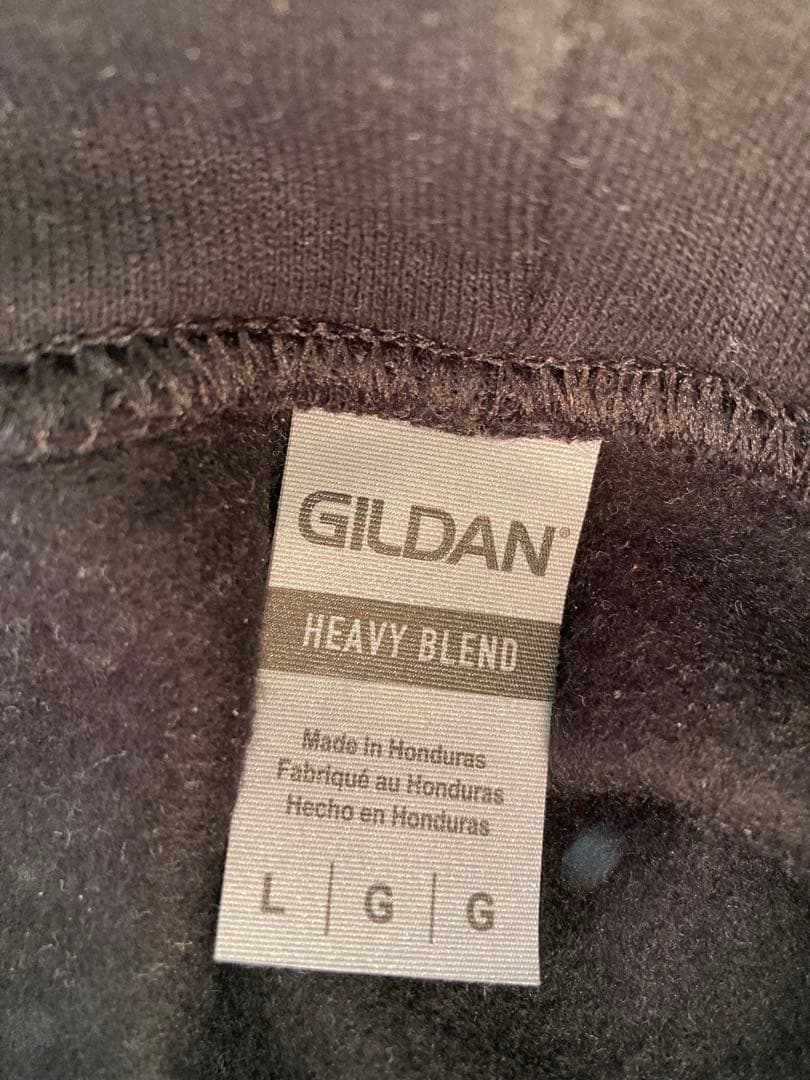 GILDAN®
HEAVY BLEND
Made in Honduras
Fabriqué au Honduras
Hecho en Honduras
L | G | G